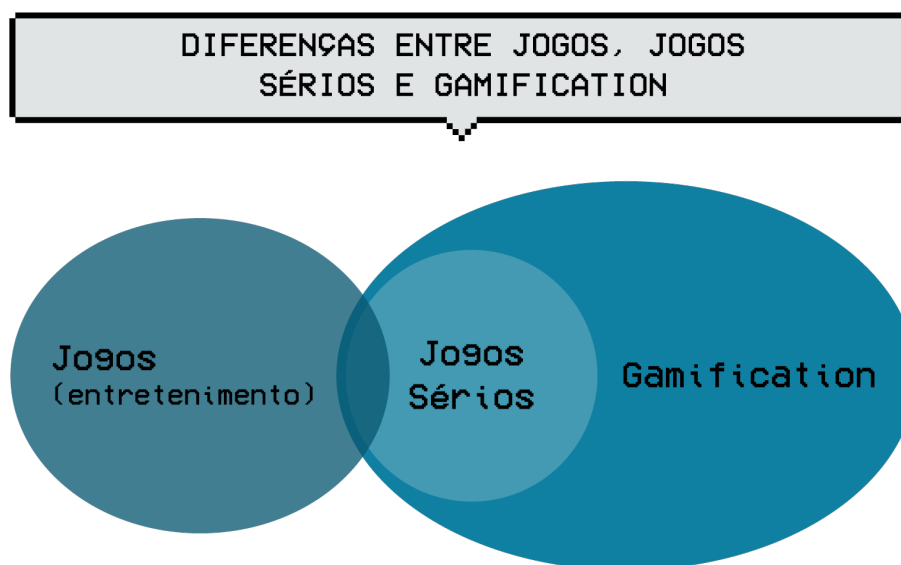 DIFERENÇAS ENTRE JOGOS, JOGOS
SÉRIOS E GAMIFICATION
Jogos
(entretenimento)
Jogos
Sérios
Gamification